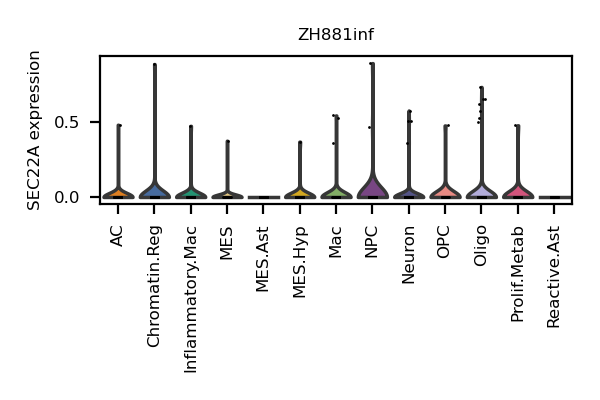 ZH881inf
SEC22A expression
0.5
0.0
AC
Chromatin.Reg
Inflammatory.Mac
MES
MES.Ast
MES.Hyp
Mac
NPC
Neuron
OPC
Oligo
Prolif.Metab
Reactive.Ast